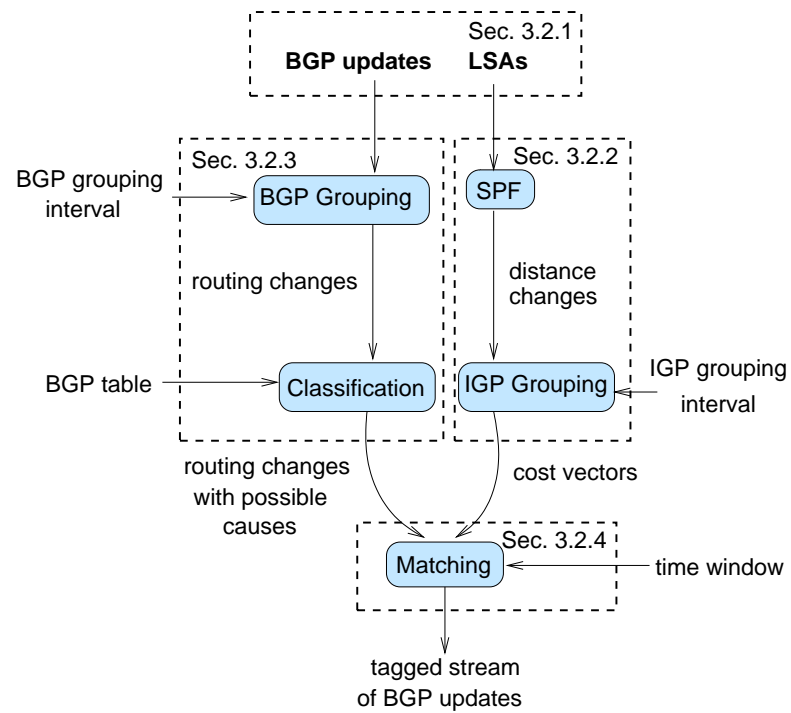 Sec. 3.2.1
BGP updates LSAs
Sec. 3.2.3
Sec. 3.2.2
BGP grouping
interval
BGP Grouping
SPF
routing changes
distance
changes
BGP table
Classification
IGP Grouping
IGP grouping
interval
routing changes
with possible
causes
cost vectors
Sec. 3.2.4
Matching
time window
tagged stream
of BGP updates